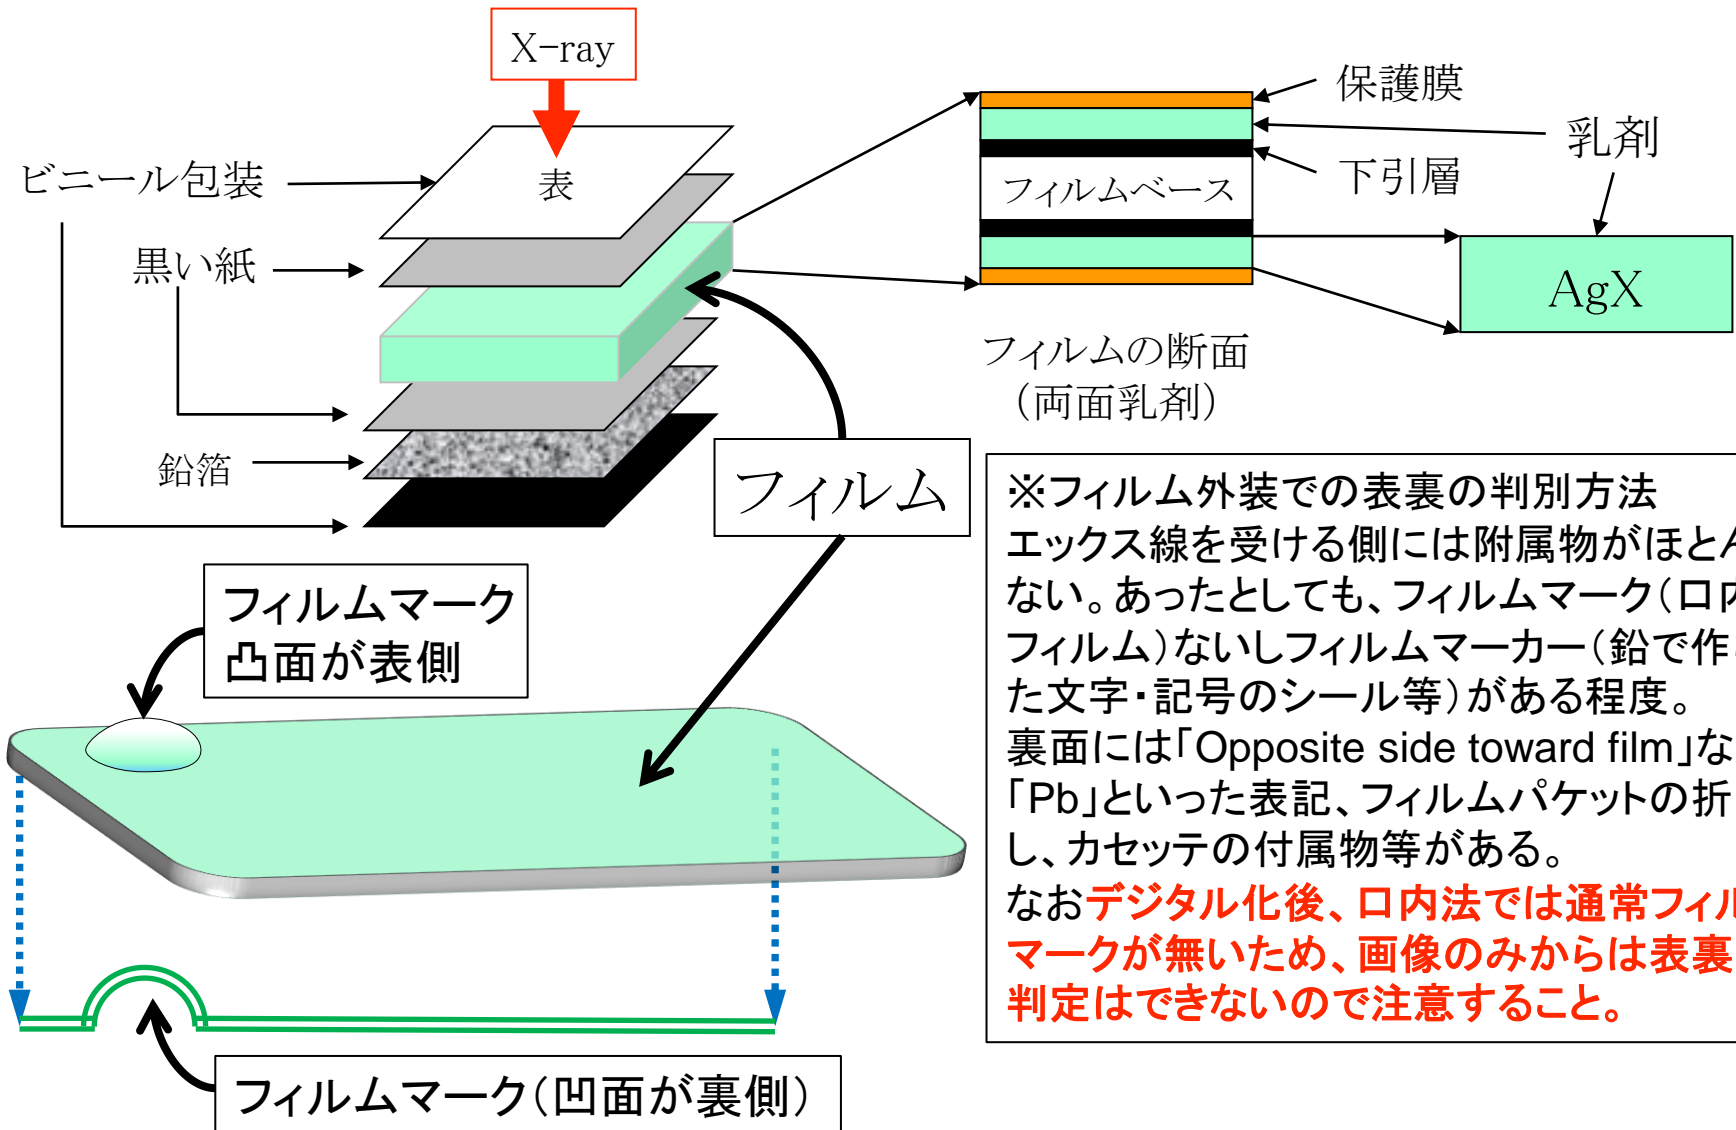 X-ray
表
ビニール包装
黒い紙
鉛箔
保護膜
乳剤
下引層
フィルムベース
AgX
フィルムの断面
（両面乳剤）
フィルム
フィルムマーク
凸面が表側
フィルムマーク（凹面が裏側）
※フィルム外装での表裏の判別方法
エックス線を受ける側には附属物がほとん
ない。あったとしても、フィルムマーク（口内
フィルム）ないしフィルムマーカー（鉛で作
た文字・記号のシール等）がある程度。
裏面には「Opposite side toward film」な
「Pb」といった表記、フィルムパケットの折
し、カセッテの付属物等がある。
なおデジタル化後、口内法では通常フィル
マークが無いため、画像のみからは表裏
判定はできないので注意すること。